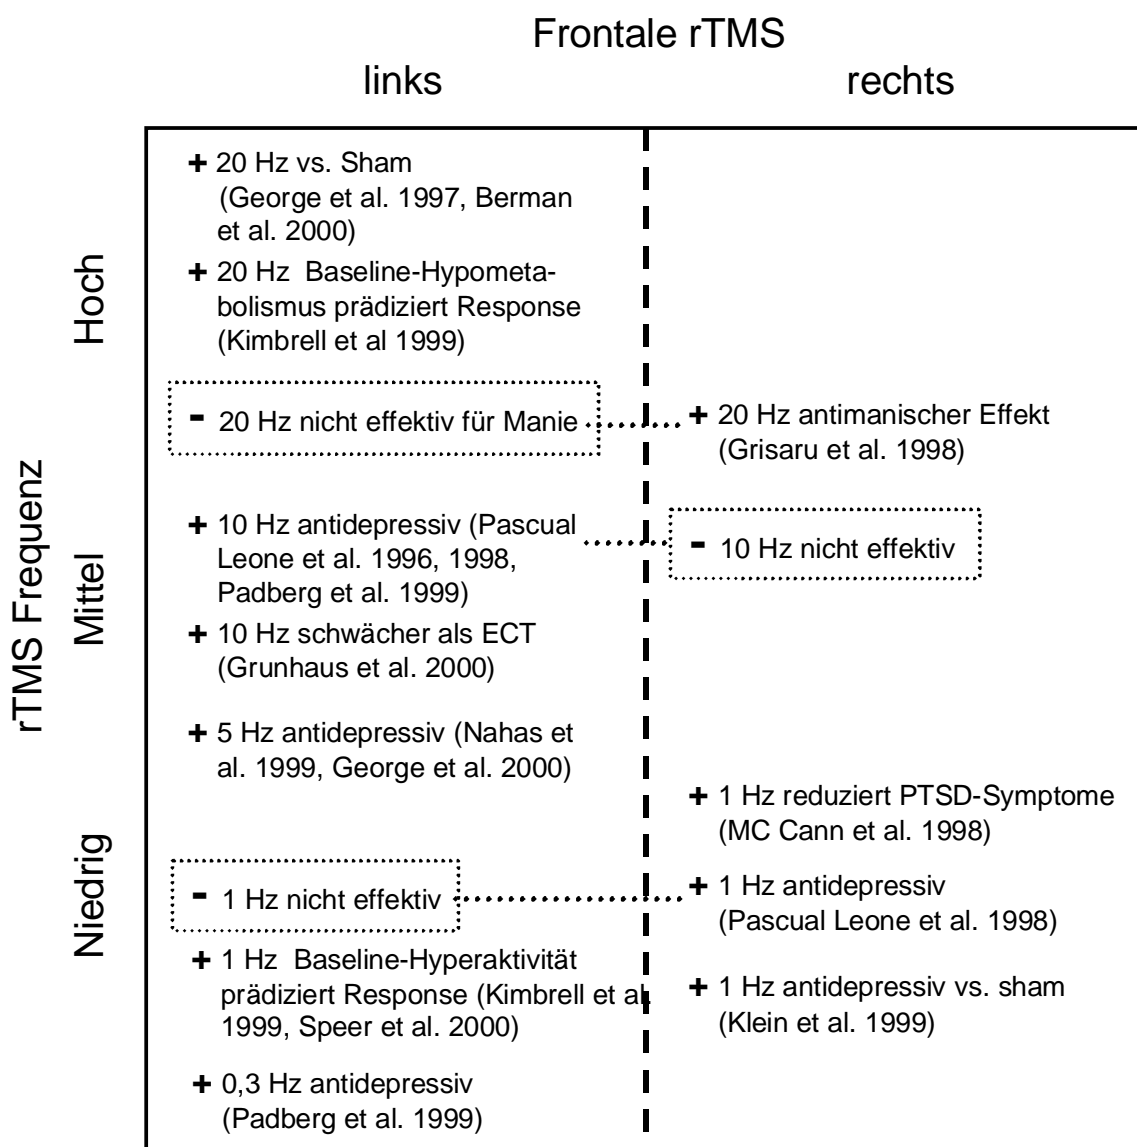 Frontale rTMS
links
rechts
rTMS Frequenz
Hoch
+ 20 Hz vs. Sham
(George et al. 1997, Berman
et al. 2000)
+ 20 Hz Baseline-Hypometa-
bolismus prädiziert Response
(Kimbrell et al 1999)
- 20 Hz nicht effektiv für Manie
+ 20 Hz antimanischer Effekt
(Grisaru et al. 1998)
Mittel
+ 10 Hz antidepressiv (Pascual
Leone et al. 1996, 1998,
Padberg et al. 1999)
- 10 Hz nicht effektiv
+ 10 Hz schwächer als ECT
(Grunhaus et al. 2000)
+ 5 Hz antidepressiv (Nahas et
al. 1999, George et al. 2000)
Niedrig
+ 1 Hz reduziert PTSD-Symptome
(MC Cann et al. 1998)
- 1 Hz nicht effektiv
+ 1 Hz antidepressiv
(Pascual Leone et al. 1998)
+ 1 Hz Baseline-Hyperaktivität
prädiziert Response (Kimbrell et al.
1999, Speer et al. 2000)
+ 1 Hz antidepressiv vs. sham
(Klein et al. 1999)
+ 0,3 Hz antidepressiv
(Padberg et al. 1999)